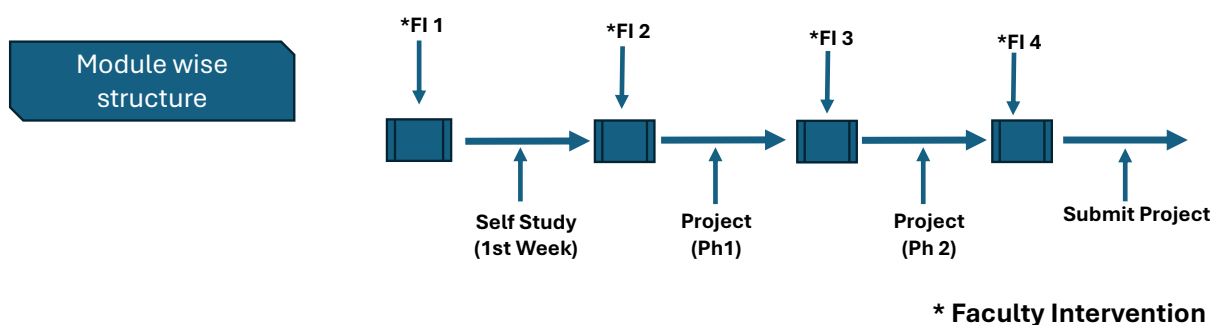 Module wise
structure
*FI 1
*FI 2
*FI 3
*FI 4
Self Study
(1st Week)
Project
(Ph1)
Project
(Ph 2)
Submit Project
* Faculty Intervention